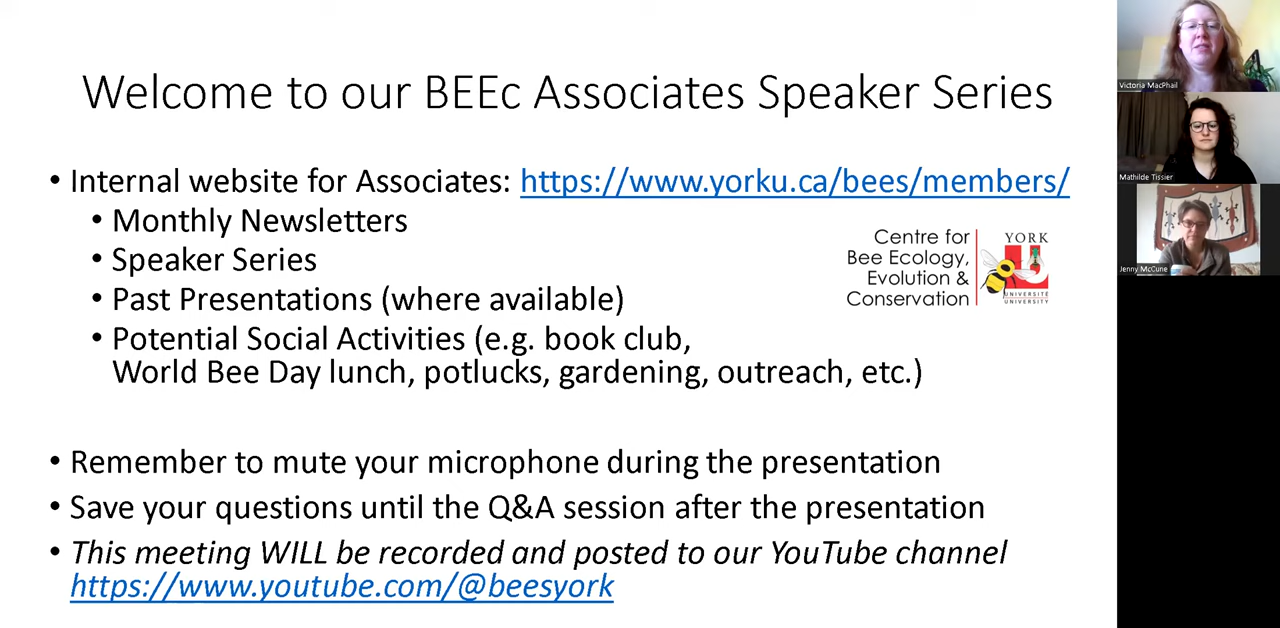 Welcome to our BEEc Associates Speaker Series
• Internal website for Associates: https://www.yorku.ca/bees/members/
• Monthly Newsletters
• Speaker Series
• Past Presentations (where available)
• Potential Social Activities (e.g. book club,
World Bee Day lunch, potlucks, gardening, outreach, etc.)
Centre for
Bee Ecology,
Evolution &
Conservation
YORK
UNIVERSITÉ
UNIVERSITY
• Remember to mute your microphone during the presentation
• Save your questions until the Q&A session after the presentation
• This meeting WILL be recorded and posted to our YouTube channel
https://www.youtube.com/@beesyork
Victoria MacPhail
Mathilde Tissier
Jenny McCune